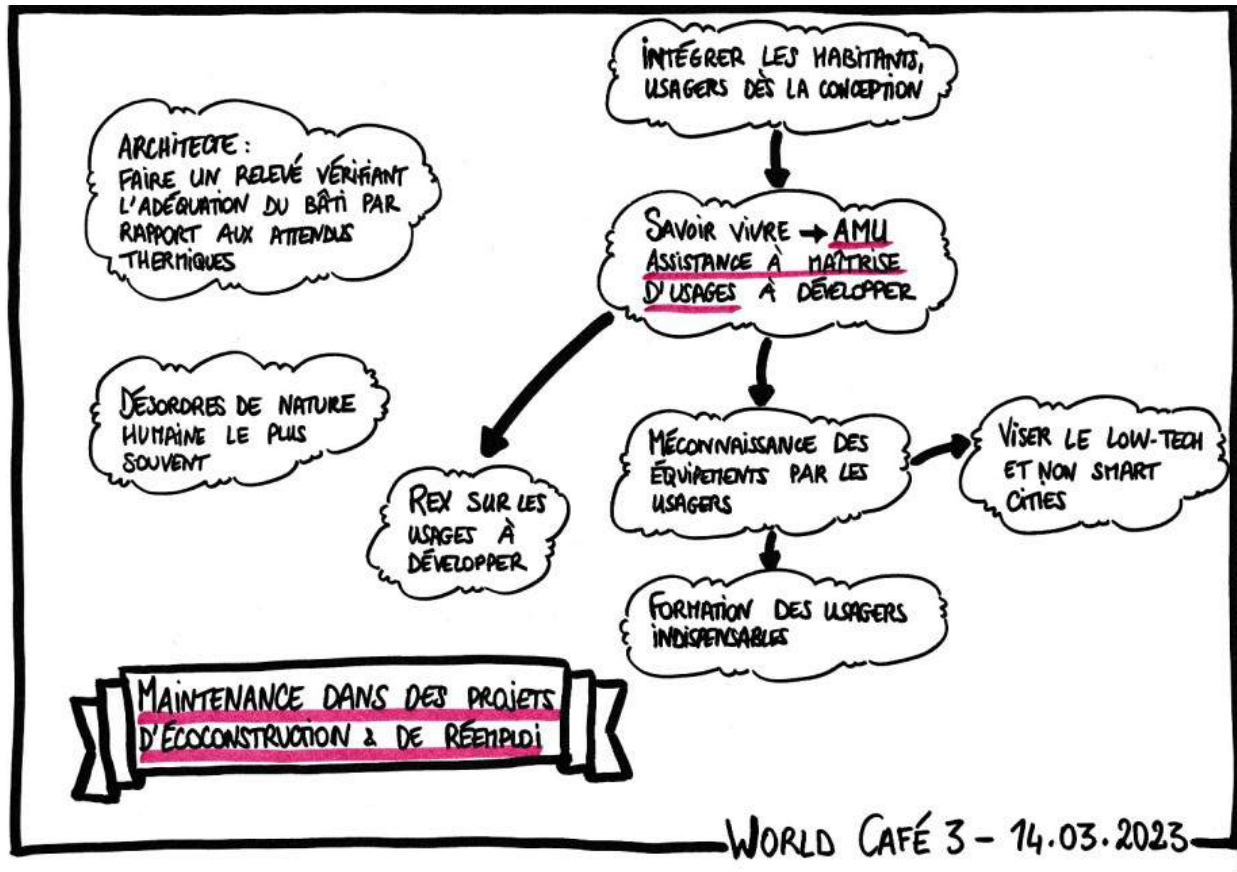 INTÉGRER LES HABITANTS,
USAGERS DÈS LA CONCEPTION
ARCHITECTE :
FAIRE UN RELEVÉ VÉRIFIANT
L'ADÉQUATION DU BÂTI PAR
RAPPORT AUX ATTENDUS
THERMIQUES
SAVOIR VIVRE → AMU
ASSISTANCE À MAÎTRISE
D'USAGES À DÉVELOPPER
DÉSORDRES DE NATURE
HUMAINE LE PLUS
SOUVENT
REX SUR LES
USAGES À
DÉVELOPPER
MÉCONNAISSANCE DES
ÉQUIPEMENTS PAR LES
USAGERS
VISER LE LOW-TECH
ET NON SMART
CITIES
FORMATION DES USAGERS
INDISPENSABLES
MAINTENANCE DANS DES PROJETS
D'ÉCOCONSTRUCTION & DE RÉEMPLOI
WORLD CAFÉ 3 - 14.03.2023